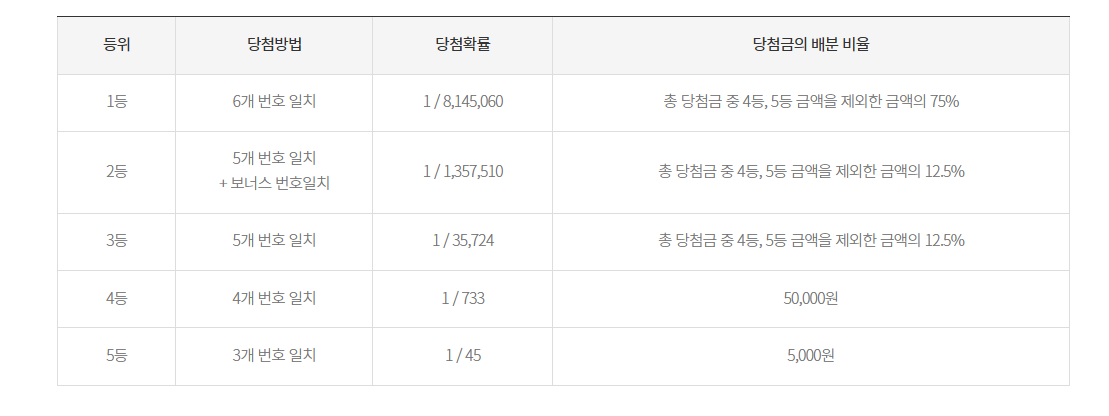 등위 당첨방법 당첨확률 당첨금의 배분 비율
1등 6개 번호 일치 1 / 8,145,060 총 당첨금 중 4등, 5등 금액을 제외한 금액의 75%
2등 5개 번호 일치 + 보너스 번호일치 1 / 1,357,510 총 당첨금 중 4등, 5등 금액을 제외한 금액의 12.5%
3등 5개 번호 일치 1 / 35,724 총 당첨금 중 4등, 5등 금액을 제외한 금액의 12.5%
4등 4개 번호 일치 1 / 733 50,000원
5등 3개 번호 일치 1 / 45 5,000원